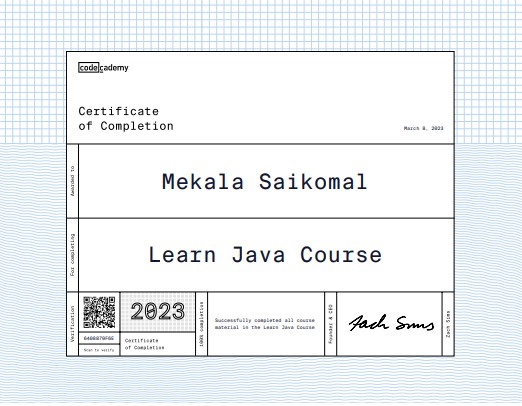 codecademy
Certificate
of Completion
March 8, 2023
Awarded to
Mekala Saikomal
For completing
Learn Java Course
Verification
Scan to verify
2023
Certificate
of Completion
100% completion
Successfully completed all course
material in the Learn Java Course
Founder & CEO
Zach Sims
Zach Sims